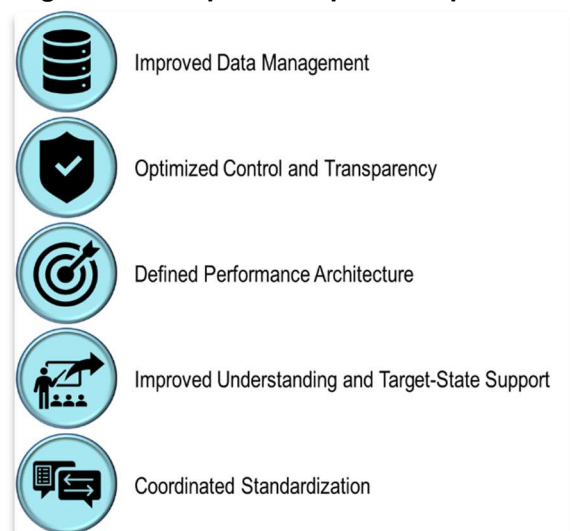 Improved Data Management
Optimized Control and Transparency
Defined Performance Architecture
Improved Understanding and Target-State Support
Coordinated Standardization